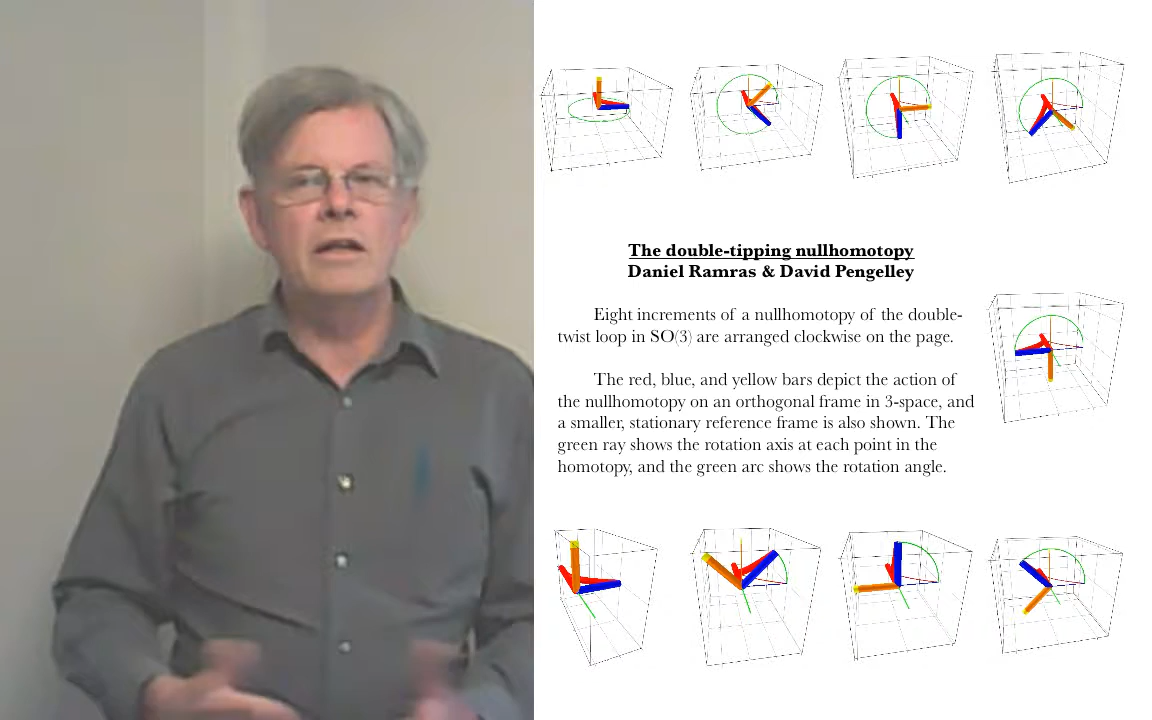 The double-tipping nullhomotopy
Daniel Ramras & David Pengelley
Eight increments of a nullhomotopy of the double-
twist loop in SO(3) are arranged clockwise on the page.
The red, blue, and yellow bars depict the action of
the nullhomotopy on an orthogonal frame in 3-space, and
a smaller, stationary reference frame is also shown. The
green ray shows the rotation axis at each point in the
homotopy, and the green arc shows the rotation angle.